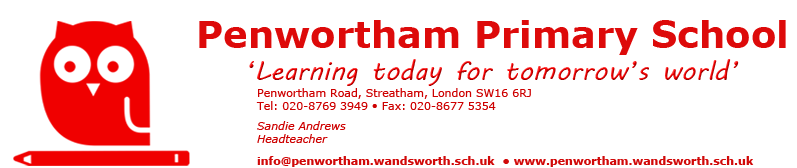 Penwortham Primary School
‘Learning today for tomorrow’s world’
Penwortham Road, Streatham, London SW16 6RJ
Tel: 020-8769 3949 • Fax: 020-8677 5354
Sandie Andrews
Headteacher
info@penwortham.wandsworth.sch.uk • www.penwortham.wandsworth.sch.uk